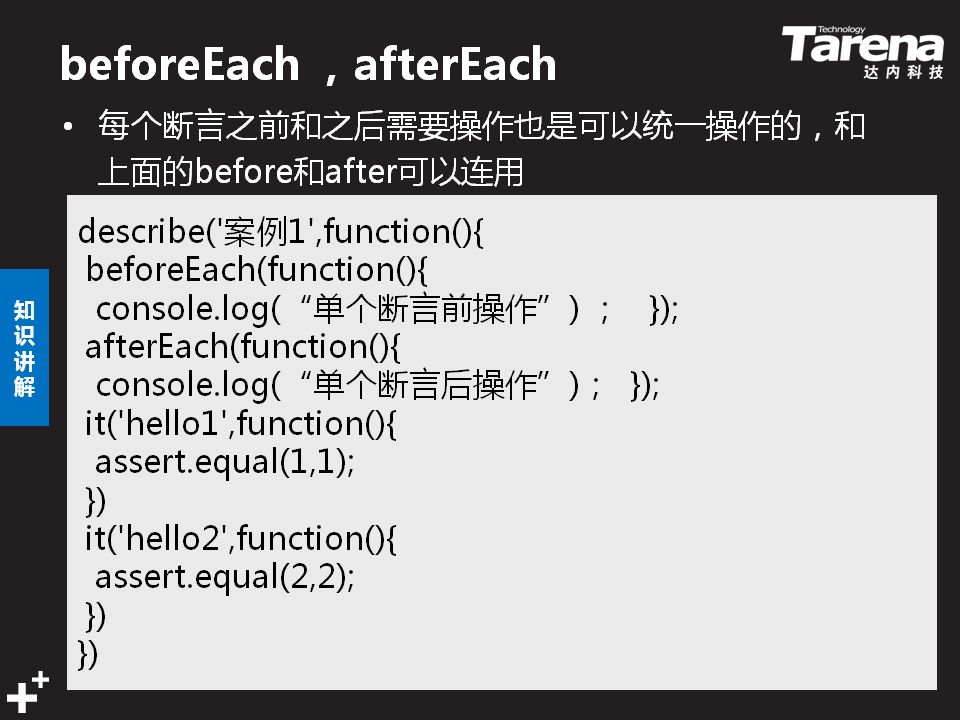 Technology
Tarena
达内科技
beforeEach ，afterEach
• 每个断言之前和之后需要操作也是可以统一操作的，和
上面的before和after可以连用
知识讲解
describe('案例1',function(){
beforeEach(function(){
console.log(“单个断言前操作”) ； });
afterEach(function(){
console.log(“单个断言后操作”)； });
it('hello1',function(){
assert.equal(1,1);
})
it('hello2',function(){
assert.equal(2,2);
})
})